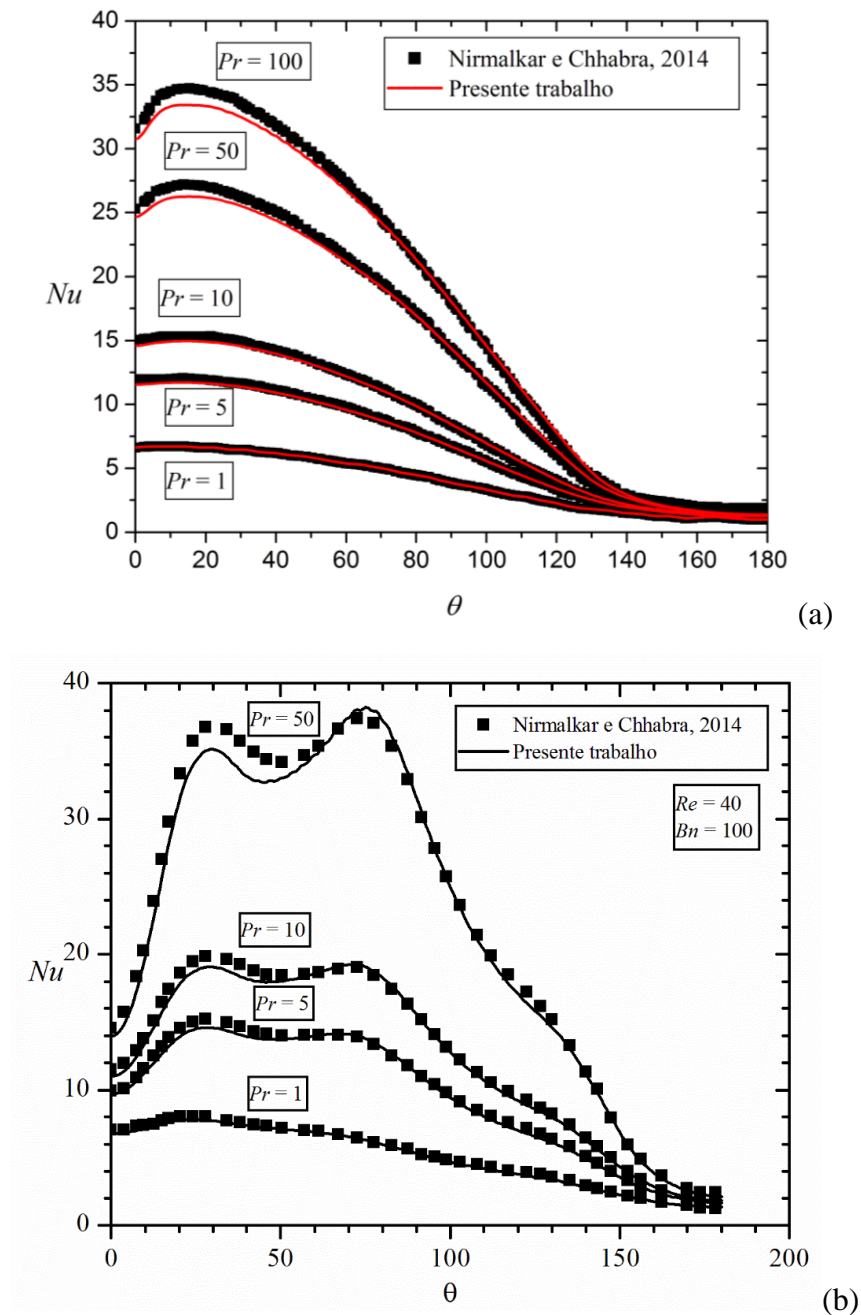 Pr = 100
Nirmalkar e Chhabra, 2014
Presente trabalho
Pr = 50
Pr = 10
Pr = 5
Pr = 1
Nu
40
35
30
25
20
15
10
5
0
0 20 40 60 80 100 120 140 160 180
θ
(a)
Pr = 50
Nirmalkar e Chhabra, 2014
Presente trabalho
Re = 40
Bn = 100
Pr = 10
Pr = 5
Pr = 1
Nu
40
30
20
10
0
0 50 100 150 200
θ
(b)